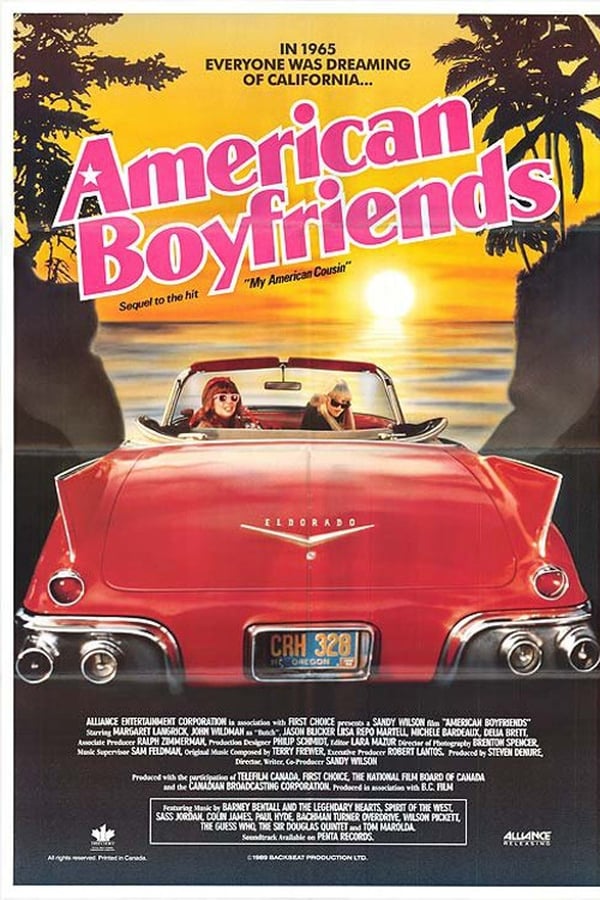 IN 1965
EVERYONE WAS DREAMING
OF CALIFORNIA...
American
Boyfriends
Sequel to the hit "My American Cousin"
ELDORADO
CRH 328
OREGON
ALLIANCE ENTERTAINMENT CORPORATION in association with FIRST CHOICE presents a SANDY WILSON film "AMERICAN BOYFRIENDS"
Starring MARGARET LANGRICK, JOHN WILDMAN as "Butch", JASON BLICKER, LIISA REPO MARTELL, MICHELE BARDEAUX, DELIA BRETT,
Associate Producer RALPH ZIMMERMAN, Production Designer PHILIP SCHMIDT, Editor LARA MAZUR Director of Photography BRENTON SPENCER,
Music Supervisor SAM FELDMAN, Original Music Composed by TERRY FREWER, Executive Producer ROBERT LANTOS. Produced by STEVEN DENURE,
Director, Writer, Co-Producer SANDY WILSON
Produced with the participation of TELEFILM CANADA, FIRST CHOICE, THE NATIONAL FILM BOARD OF CANADA
and the CANADIAN BROADCASTING CORPORATION. Produced in association with B.C. FILM
Featuring Music by BARNEY BENTALL AND THE LEGENDARY HEARTS, SPIRIT OF THE WEST,
SASS JORDAN, COLIN JAMES, PAUL HYDE, BACHMAN TURNER OVERDRIVE, WILSON PICKETT,
THE GUESS WHO, THE SIR DOUGLAS QUINTET and TOM MAROLDA.
Soundtrack Available on PENTA RECORDS.
ALLIANCE
RELEASING
All rights reserved. Printed in Canada.
©1989 BACKSEAT PRODUCTION LTD.